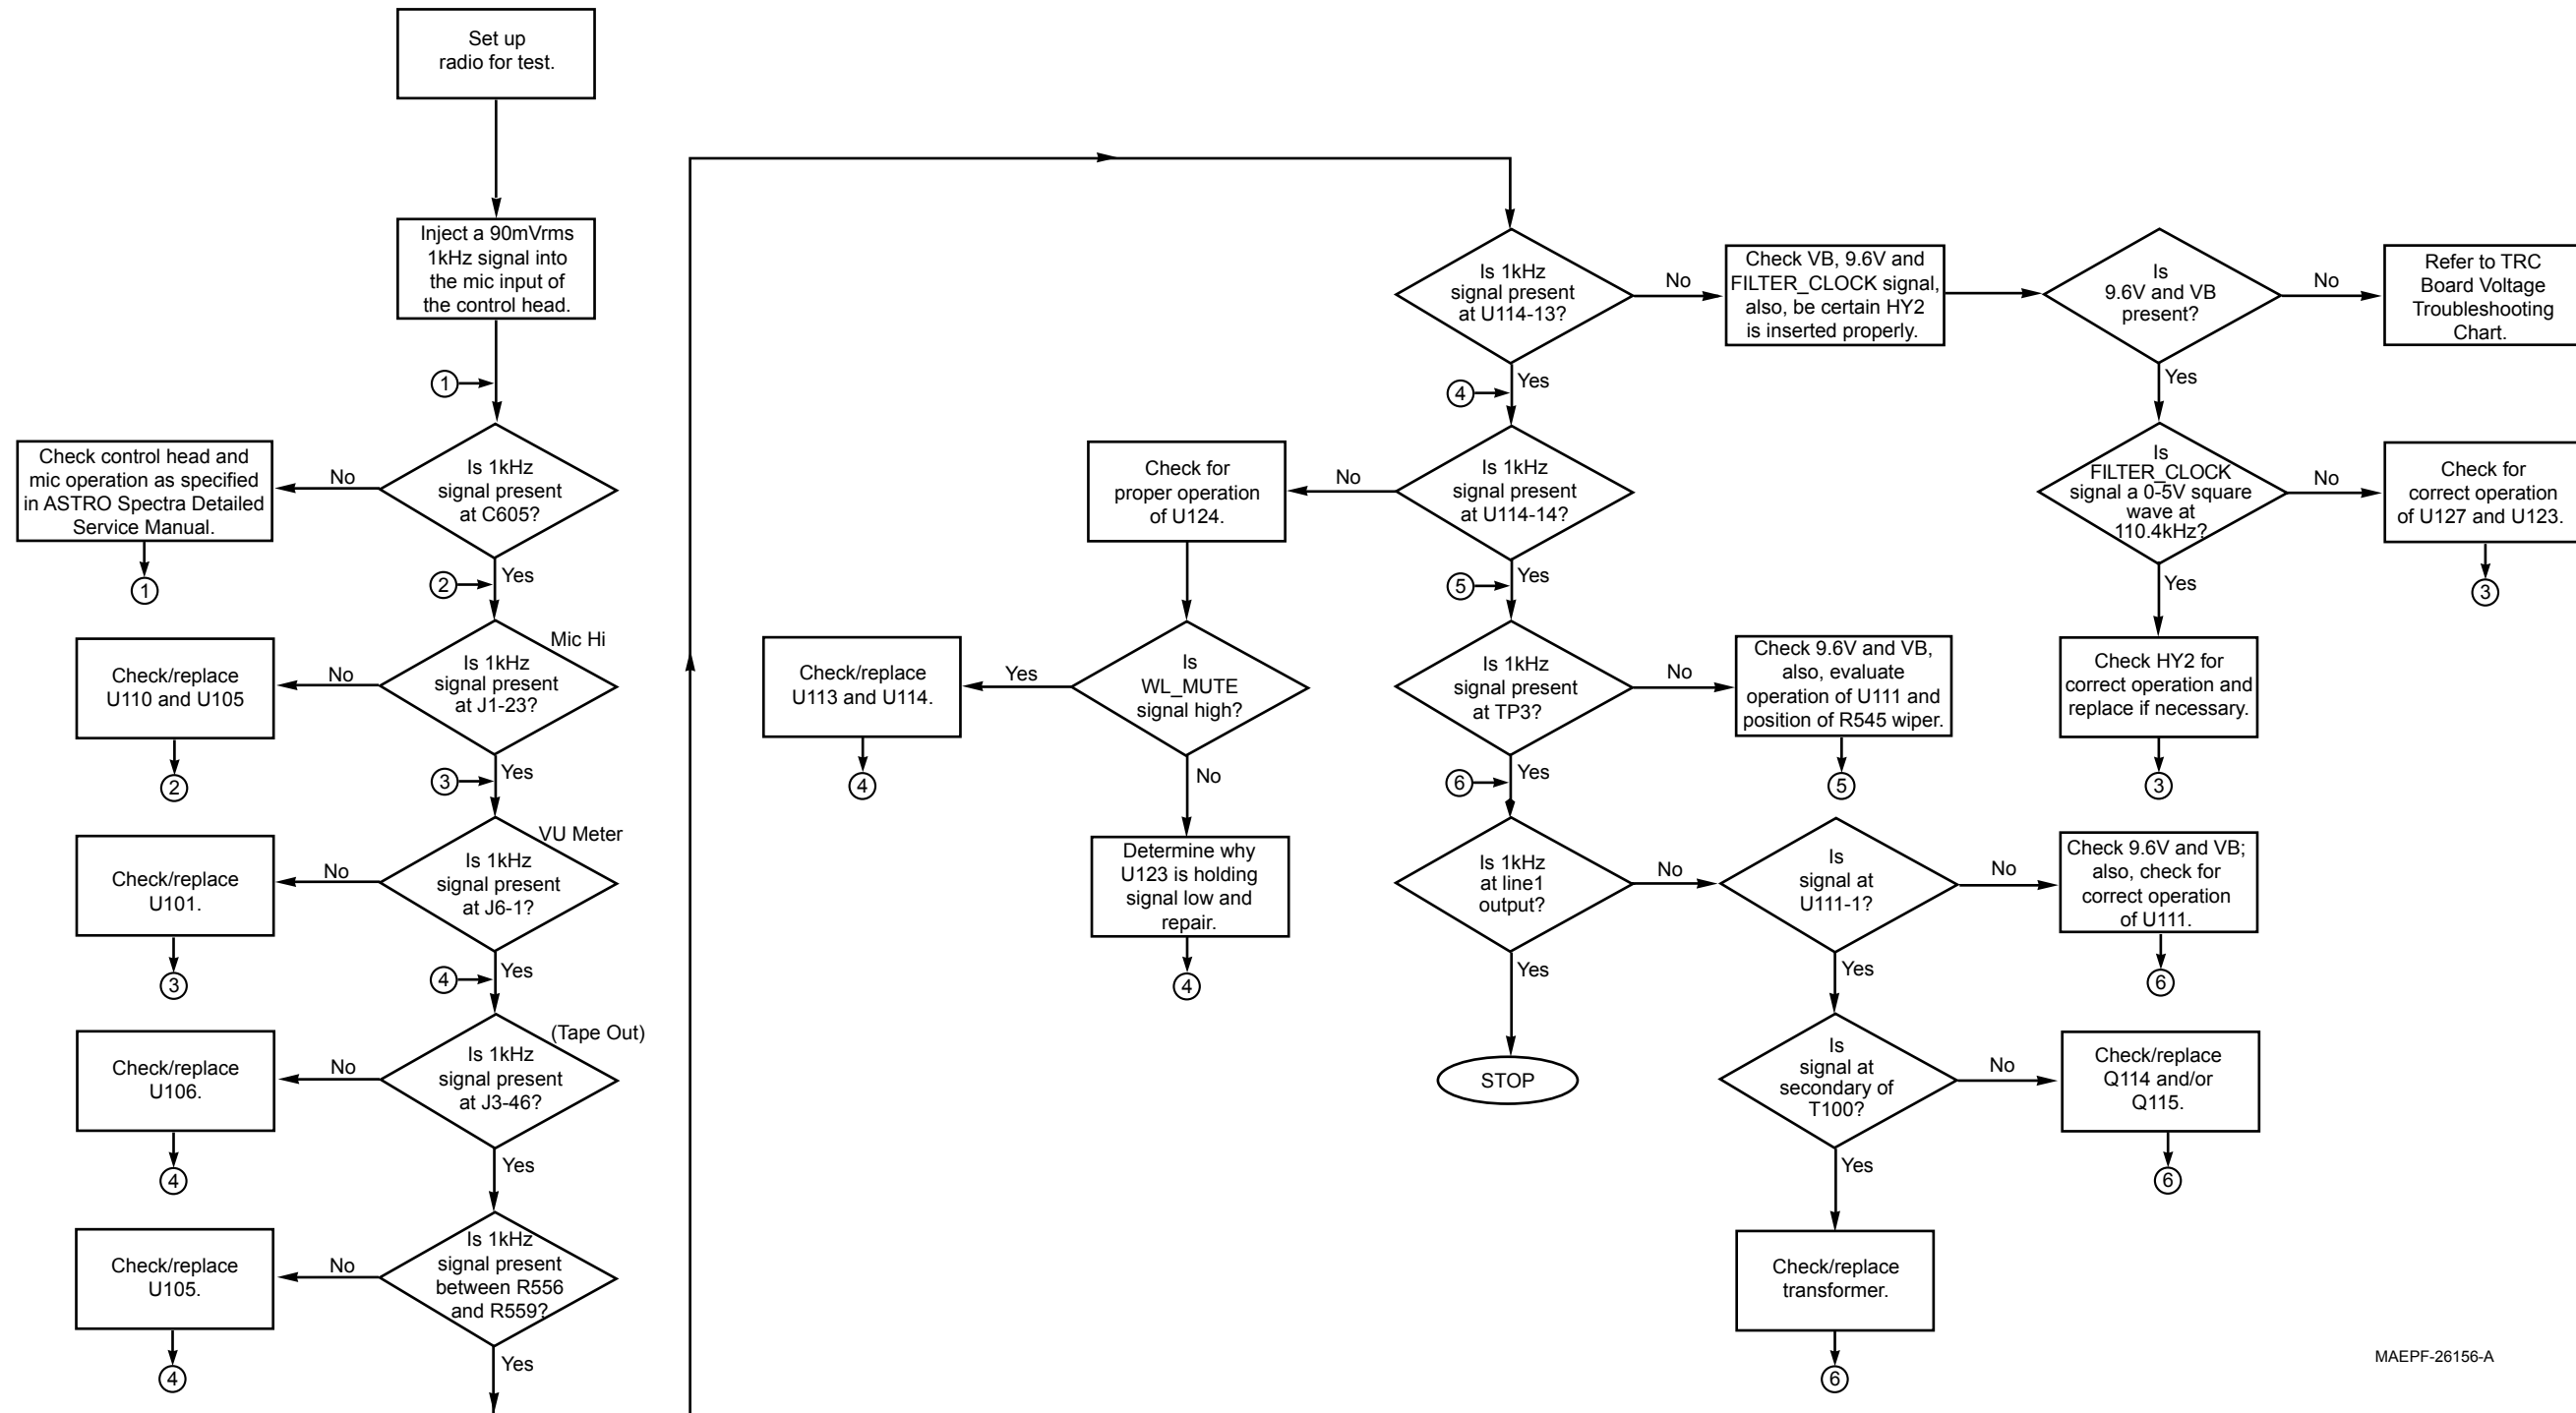 Set up
radio for test.
Inject a 90mVrms
1kHz signal into
the mic input of
the control head.
1
Is 1kHz
signal present
at C605?
No
Check control head and
mic operation as specified
in ASTRO Spectra Detailed
Service Manual.
1
Yes
2
Mic Hi
Is 1kHz
signal present
at J1-23?
No
Check/replace
U110 and U105
2
Yes
3
VU Meter
Is 1kHz
signal present
at J6-1?
No
Check/replace
U101.
3
Yes
4
(Tape Out)
Is 1kHz
signal present
at J3-46?
No
Check/replace
U106.
4
Yes
Is 1kHz
signal present
between R556
and R559?
No
Check/replace
U105.
4
Yes
Is 1kHz
signal present
at U114-13?
No
Check VB, 9.6V and
FILTER_CLOCK signal,
also, be certain HY2
is inserted properly.
Is
9.6V and VB
present?
No
Refer to TRC
Board Voltage
Troubleshooting
Chart.
Yes
Is
FILTER_CLOCK
signal a 0-5V square
wave at
110.4kHz?
No
Check for
correct operation
of U127 and U123.
3
Yes
Check HY2 for
correct operation and
replace if necessary.
3
Yes
4
Is 1kHz
signal present
at U114-14?
No
Check for
proper operation
of U124.
Is
WL_MUTE
signal high?
Yes
Check/replace
U113 and U114.
4
No
Determine why
U123 is holding
signal low and
repair.
4
Yes
5
Is 1kHz
signal present
at TP3?
No
Check 9.6V and VB,
also, evaluate
operation of U111 and
position of R545 wiper.
5
Yes
6
Is 1kHz
at line1
output?
No
Is
signal at
U111-1?
No
Check 9.6V and VB;
also, check for
correct operation
of U111.
6
Yes
Is
signal at
secondary of
T100?
No
Check/replace
Q114 and/or
Q115.
6
Yes
Check/replace
transformer.
6
Yes
STOP
MAEPF-26156-A